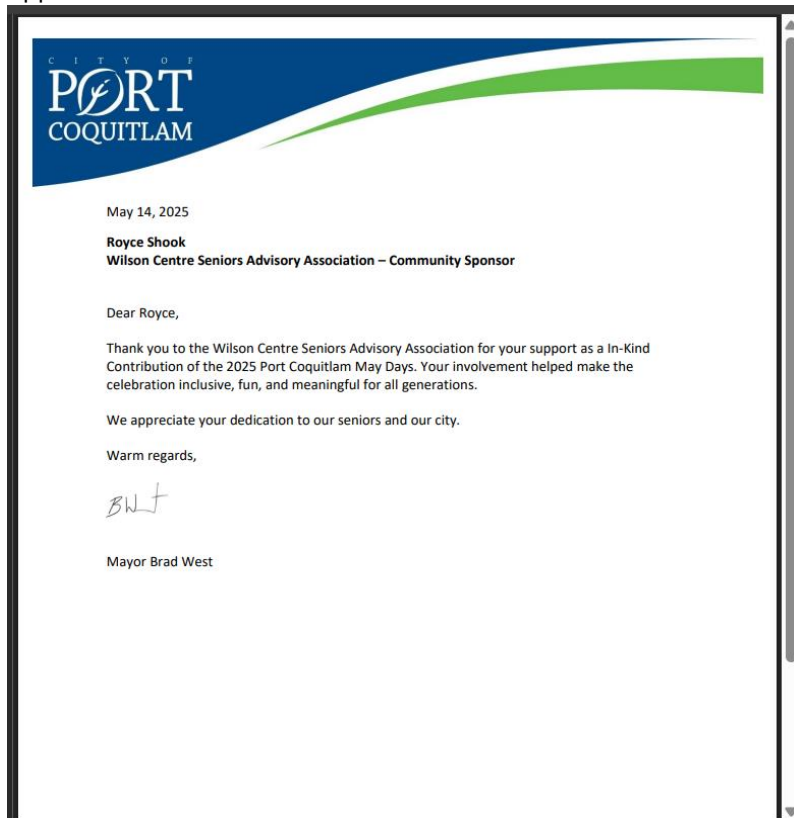 CITY OF
PORT
COQUITLAM
May 14, 2025
Royce Shook
Wilson Centre Seniors Advisory Association – Community Sponsor
Dear Royce,
Thank you to the Wilson Centre Seniors Advisory Association for your support as a In-Kind
Contribution of the 2025 Port Coquitlam May Days. Your involvement helped make the
celebration inclusive, fun, and meaningful for all generations.
We appreciate your dedication to our seniors and our city.
Warm regards,
Mayor Brad West